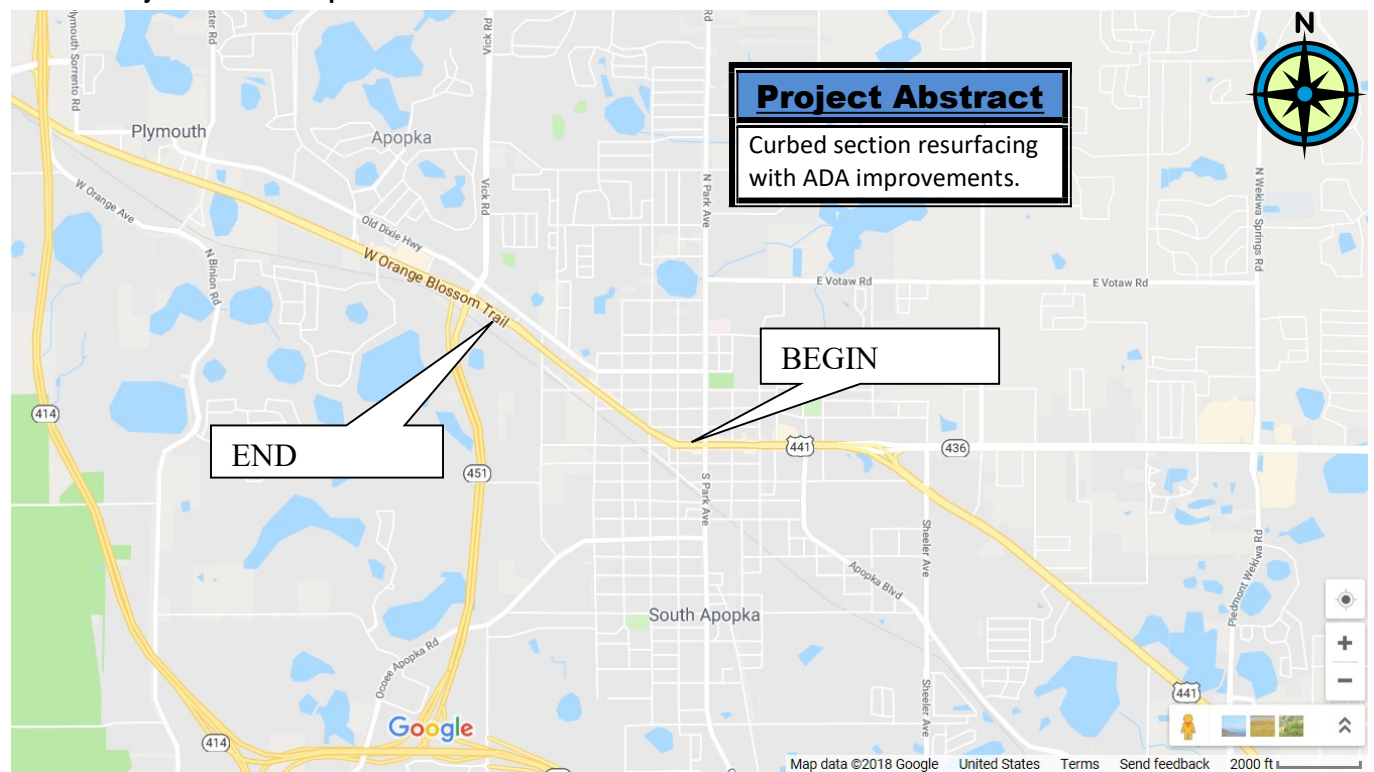 N
Project Abstract
Curbed section resurfacing
with ADA improvements.
Plymouth Sorrento Rd
Vick Rd
Rd
Plymouth
Apopka
W Orange Ave
N Binion Rd
Old Dixie Hwy
Vick Rd
N Park Ave
N Wekiwa Springs Rd
W Orange Blossom Trail
E Votaw Rd
E Votaw Rd
BEGIN
END
414
451
441
436
S Park Ave
Sheeler Ave
Apopka Blvd
Piedmont Wekiwa Rd
South Apopka
Ocoee Apopka Rd
Sheeler Ave
441
414
Google
Map data ©2018 Google United States Terms Send feedback 2000 ft